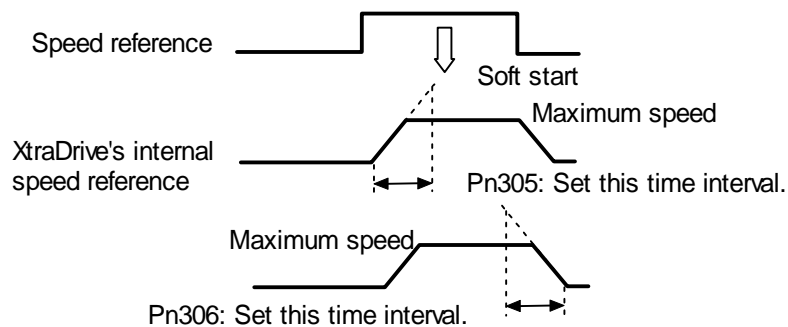 Speed reference
Soft start
Maximum speed
XtraDrive's internal
speed reference
Pn305: Set this time interval.
Maximum speed
Pn306: Set this time interval.